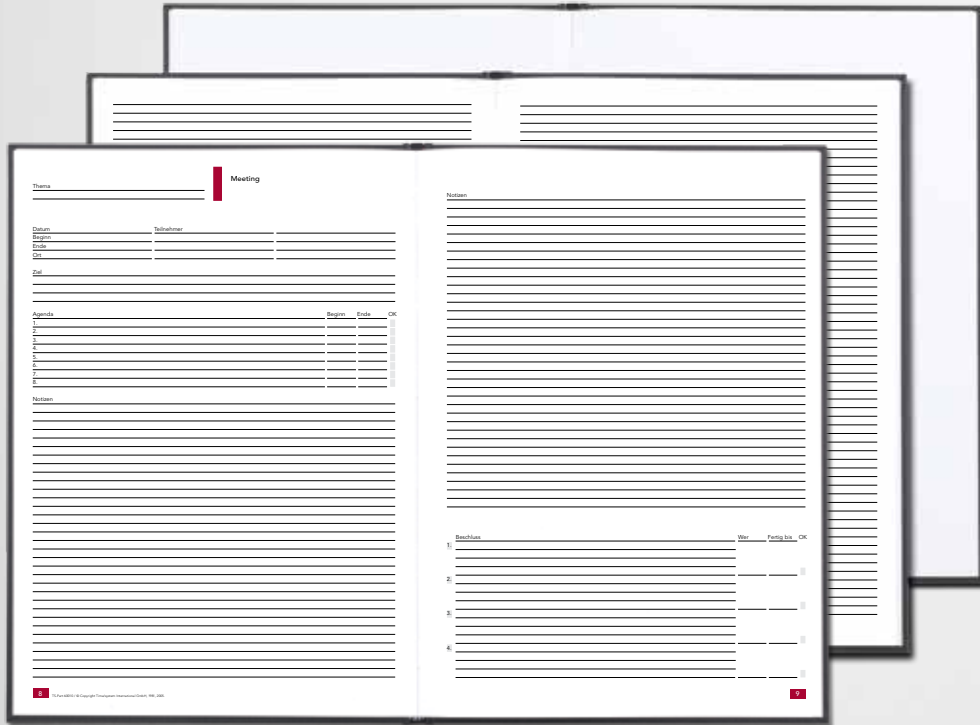 Meeting
Thema
Datum Teilnehmer
Beginn
Ende
Ort
Ziel
Agenda Beginn Ende OK
1.
2.
3.
4.
5.
6.
7.
8.
Notizen
8
Notizen
Beschluss Wer Fertig bis OK
1.
2.
3.
4.
9